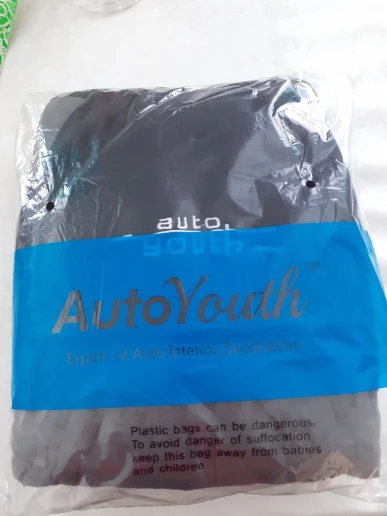 auto
youth
AutoYouth®
Expert of Auto Interior Decoration
Plastic bags can be dangerous.
To avoid danger of suffocation
keep this bag away from babies
and children